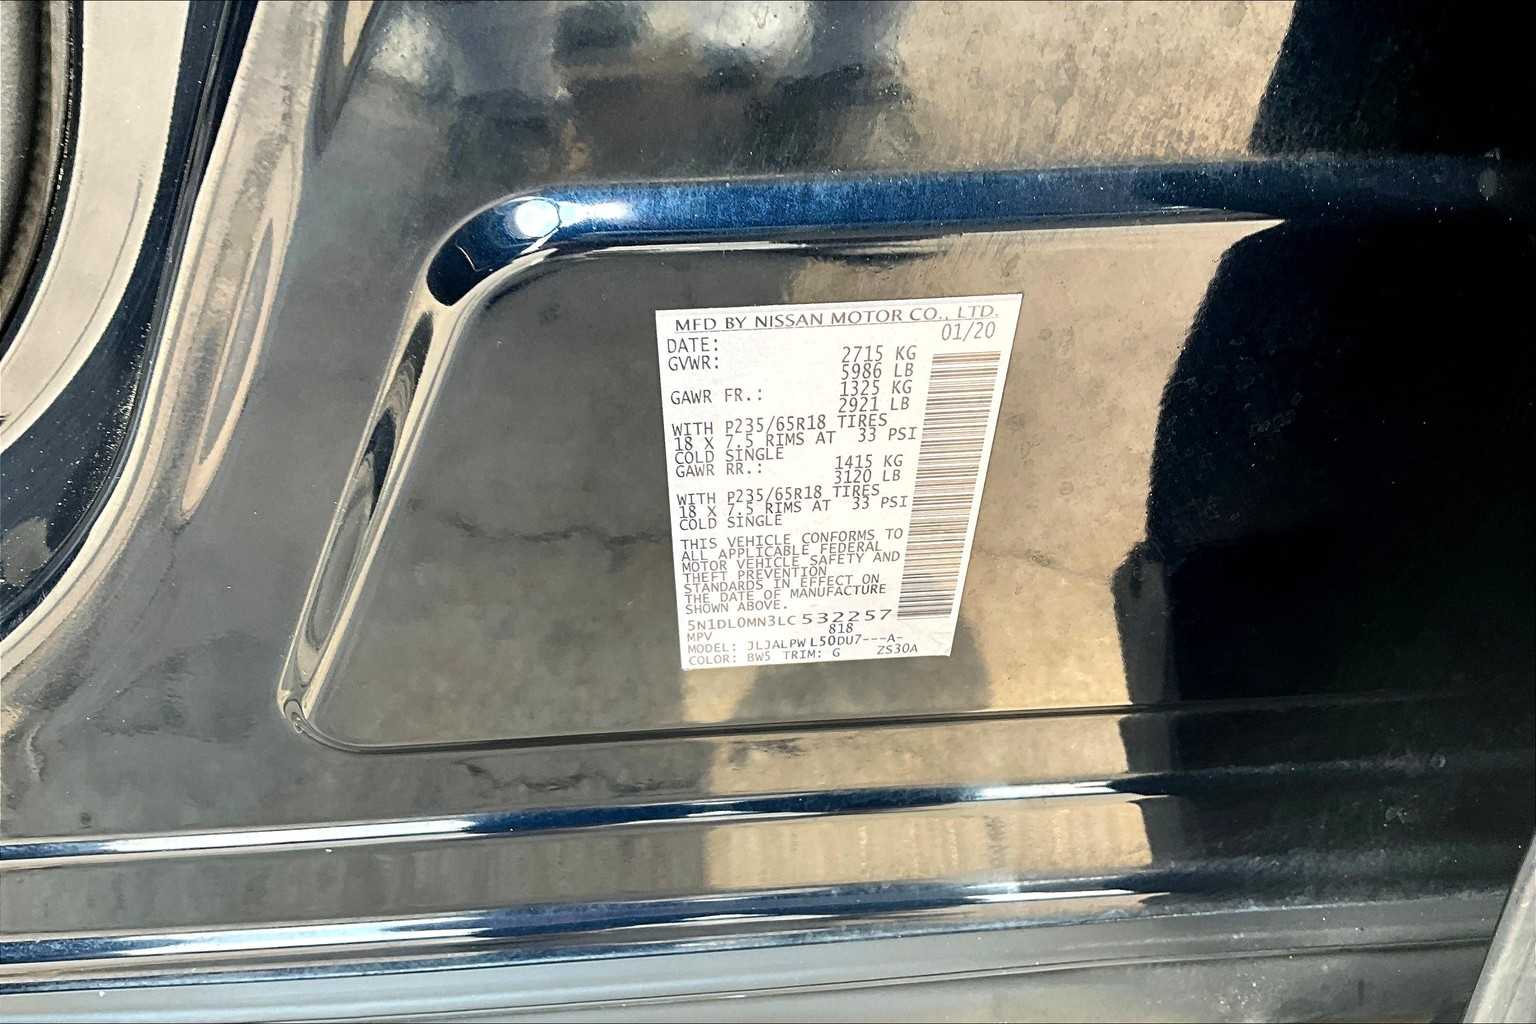 MFD BY NISSAN MOTOR CO., LTD.
DATE: 01/20
GVWR: 2715 KG
5986 LB
GAWR FR.: 1325 KG
2921 LB
WITH P235/65R18 TIRES
18 X 7.5 RIMS AT 33 PSI
COLD SINGLE
GAWR RR.: 1415 KG
3120 LB
WITH P235/65R18 TIRES
18 X 7.5 RIMS AT 33 PSI
COLD SINGLE
THIS VEHICLE CONFORMS TO
ALL APPLICABLE FEDERAL
MOTOR VEHICLE SAFETY AND
THEFT PREVENTION
STANDARDS IN EFFECT ON
THE DATE OF MANUFACTURE
SHOWN ABOVE.
5N1DL0MN3LC532257
MPV 818
MODEL: JLJALPWL50DU7---A-
COLOR: BW5 TRIM: G ZS30A